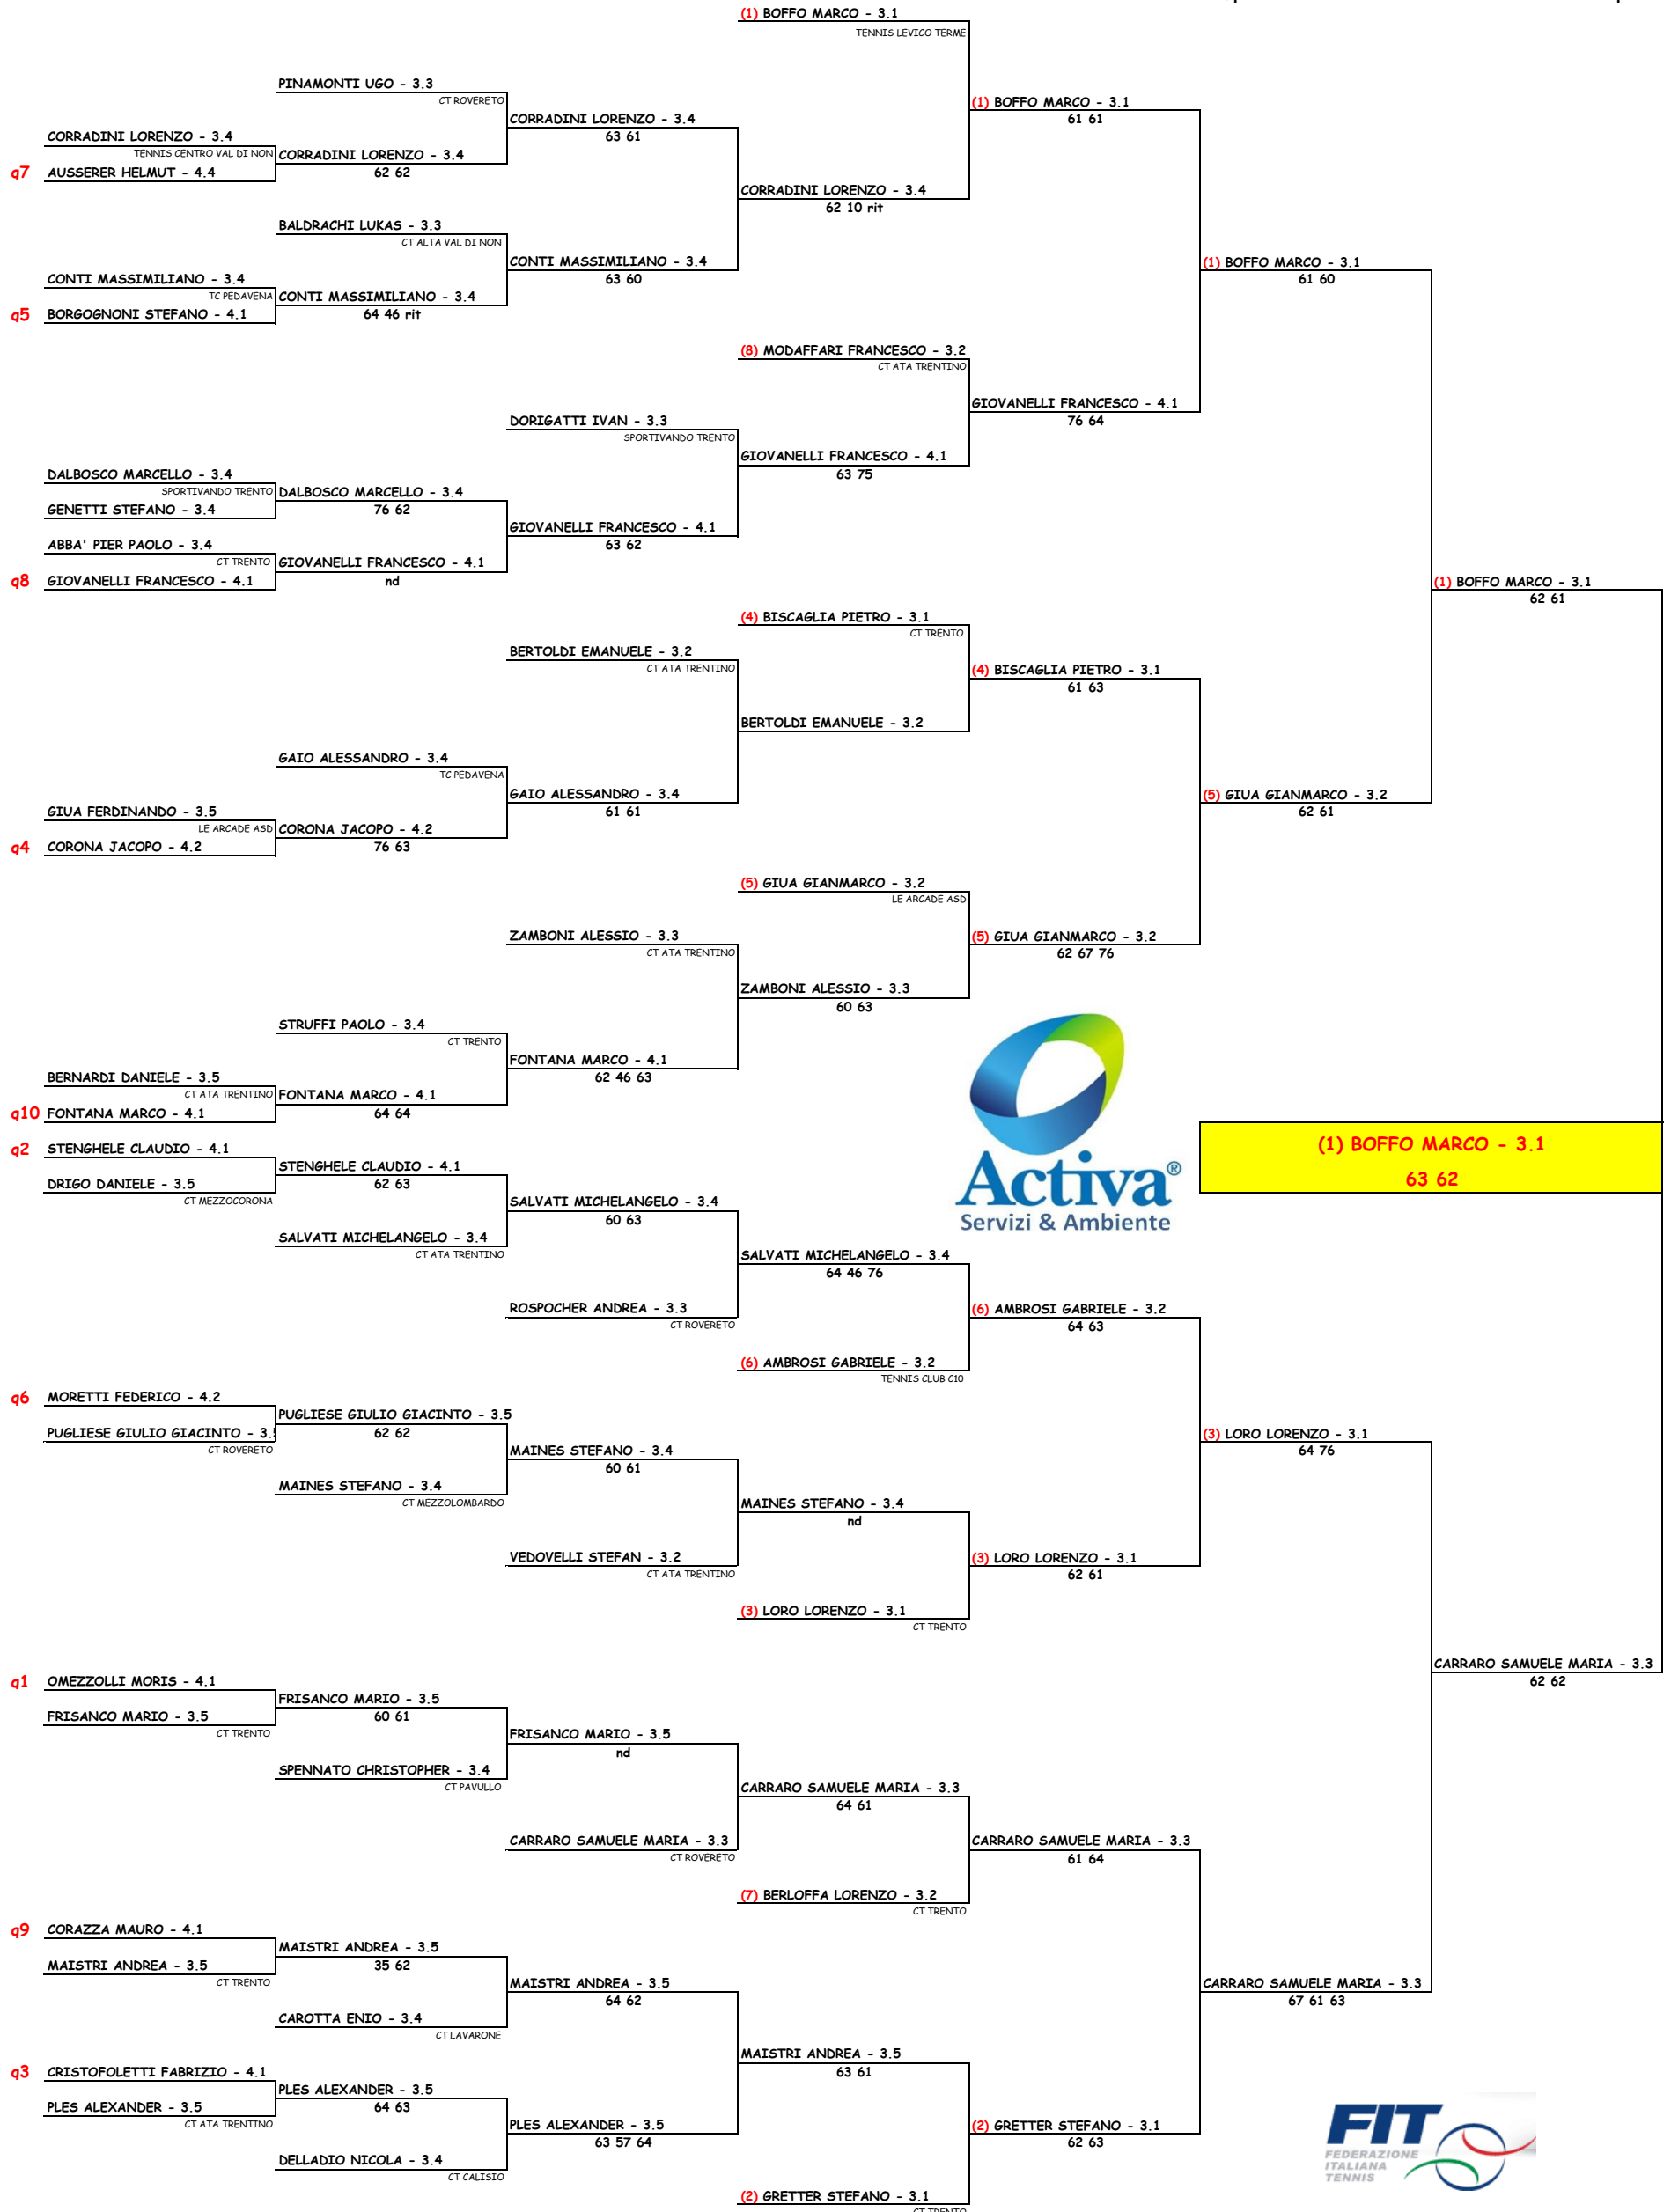 (1) BOFFO MARCO - 3.1
TENNIS LEVICO TERME
PINAMONTI UGO - 3.3
CT ROVERETO
(1) BOFFO MARCO - 3.1
61 61
CORRADINI LORENZO - 3.4
63 61
CORRADINI LORENZO - 3.4
TENNIS CENTRO VAL DI NON
CORRADINI LORENZO - 3.4
62 62
q7 AUSSERER HELMUT - 4.4
CORRADINI LORENZO - 3.4
62 10 rit
BALDRACHI LUKAS - 3.3
CT ALTA VAL DI NON
CONTI MASSIMILIANO - 3.4
63 60
(1) BOFFO MARCO - 3.1
61 60
CONTI MASSIMILIANO - 3.4
TC PEDAVENA
CONTI MASSIMILIANO - 3.4
64 46 rit
q5 BORGOGNONI STEFANO - 4.1
(8) MODAFFARI FRANCESCO - 3.2
CT ATA TRENTINO
GIOVANELLI FRANCESCO - 4.1
76 64
DORIGATTI IVAN - 3.3
SPORTIVANDO TRENTO
GIOVANELLI FRANCESCO - 4.1
63 75
DALBOSCO MARCELLO - 3.4
SPORTIVANDO TRENTO
DALBOSCO MARCELLO - 3.4
76 62
GENETTI STEFANO - 3.4
GIOVANELLI FRANCESCO - 4.1
63 62
ABBA' PIER PAOLO - 3.4
CT TRENTO
GIOVANELLI FRANCESCO - 4.1
nd
q8 GIOVANELLI FRANCESCO - 4.1
(1) BOFFO MARCO - 3.1
62 61
(4) BISCAGLIA PIETRO - 3.1
CT TRENTO
BERTOLDI EMANUELE - 3.2
CT ATA TRENTINO
(4) BISCAGLIA PIETRO - 3.1
61 63
BERTOLDI EMANUELE - 3.2
GAIO ALESSANDRO - 3.4
TC PEDAVENA
GAIO ALESSANDRO - 3.4
61 61
(5) GIUA GIANMARCO - 3.2
62 61
GIUA FERDINANDO - 3.5
LE ARCADE ASD
CORONA JACOPO - 4.2
76 63
q4 CORONA JACOPO - 4.2
(5) GIUA GIANMARCO - 3.2
LE ARCADE ASD
ZAMBONI ALESSIO - 3.3
CT ATA TRENTINO
(5) GIUA GIANMARCO - 3.2
62 67 76
ZAMBONI ALESSIO - 3.3
60 63
STRUFFI PAOLO - 3.4
CT TRENTO
FONTANA MARCO - 4.1
62 46 63
BERNARDI DANIELE - 3.5
CT ATA TRENTINO
FONTANA MARCO - 4.1
64 64
q10 FONTANA MARCO - 4.1
Activa®
Servizi & Ambiente
(1) BOFFO MARCO - 3.1
63 62
q2 STENGHELE CLAUDIO - 4.1
STENGHELE CLAUDIO - 4.1
62 63
DRIGO DANIELE - 3.5
CT MEZZOCORONA
SALVATI MICHELANGELO - 3.4
60 63
SALVATI MICHELANGELO - 3.4
CT ATA TRENTINO
SALVATI MICHELANGELO - 3.4
64 46 76
ROSPOCHER ANDREA - 3.3
CT ROVERETO
(6) AMBROSI GABRIELE - 3.2
64 63
(6) AMBROSI GABRIELE - 3.2
TENNIS CLUB C10
q6 MORETTI FEDERICO - 4.2
PUGLIESE GIULIO GIACINTO - 3.5
62 62
PUGLIESE GIULIO GIACINTO - 3.5
CT ROVERETO
(3) LORO LORENZO - 3.1
64 76
MAINES STEFANO - 3.4
60 61
MAINES STEFANO - 3.4
CT MEZZOLOMBARDO
MAINES STEFANO - 3.4
nd
VEDOVELLI STEFAN - 3.2
CT ATA TRENTINO
(3) LORO LORENZO - 3.1
62 61
(3) LORO LORENZO - 3.1
CT TRENTO
CARRARO SAMUELE MARIA - 3.3
62 62
q1 OMEZZOLLI MORIS - 4.1
FRISANCO MARIO - 3.5
60 61
FRISANCO MARIO - 3.5
CT TRENTO
FRISANCO MARIO - 3.5
nd
SPENNATO CHRISTOPHER - 3.4
CT PAVULLO
CARRARO SAMUELE MARIA - 3.3
64 61
CARRARO SAMUELE MARIA - 3.3
CT ROVERETO
CARRARO SAMUELE MARIA - 3.3
61 64
(7) BERLOFFA LORENZO - 3.2
CT TRENTO
q9 CORAZZA MAURO - 4.1
MAISTRI ANDREA - 3.5
35 62
MAISTRI ANDREA - 3.5
CT TRENTO
MAISTRI ANDREA - 3.5
64 62
CARRARO SAMUELE MARIA - 3.3
67 61 63
CAROTTA ENIO - 3.4
CT LAVARONE
MAISTRI ANDREA - 3.5
63 61
q3 CRISTOFOLETTI FABRIZIO - 4.1
PLES ALEXANDER - 3.5
64 63
PLES ALEXANDER - 3.5
CT ATA TRENTINO
PLES ALEXANDER - 3.5
63 57 64
(2) GRETTER STEFANO - 3.1
62 63
DELLADIO NICOLA - 3.4
CT CALISIO
(2) GRETTER STEFANO - 3.1
CT TRENTO
FIT
FEDERAZIONE
ITALIANA
TENNIS